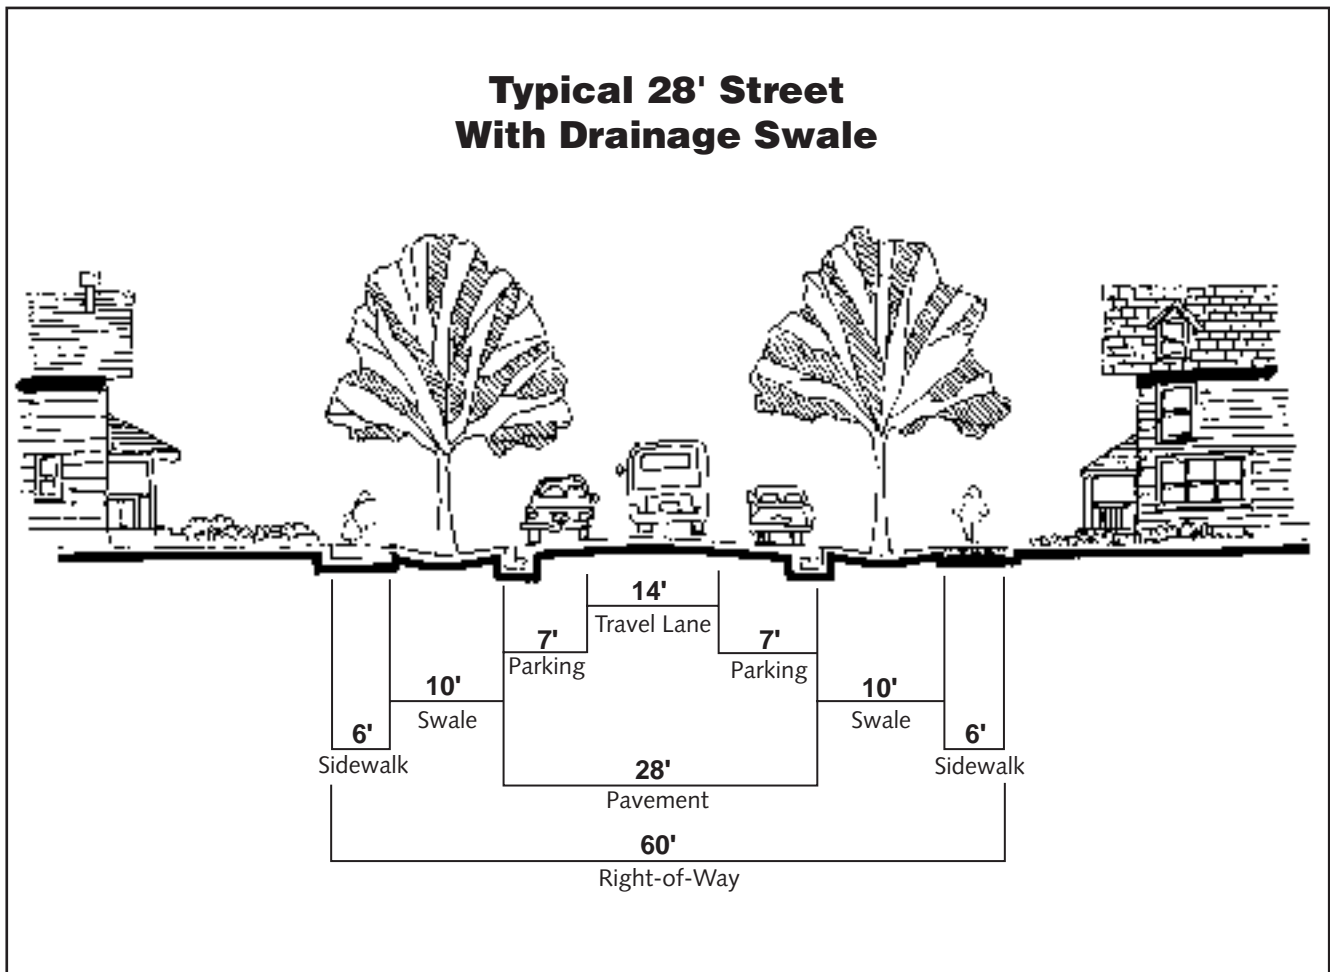 Typical 28' Street
With Drainage Swale
14'
Travel Lane
7'
Parking
7'
Parking
10'
Swale
10'
Swale
6'
Sidewalk
6'
Sidewalk
28'
Pavement
60'
Right-of-Way